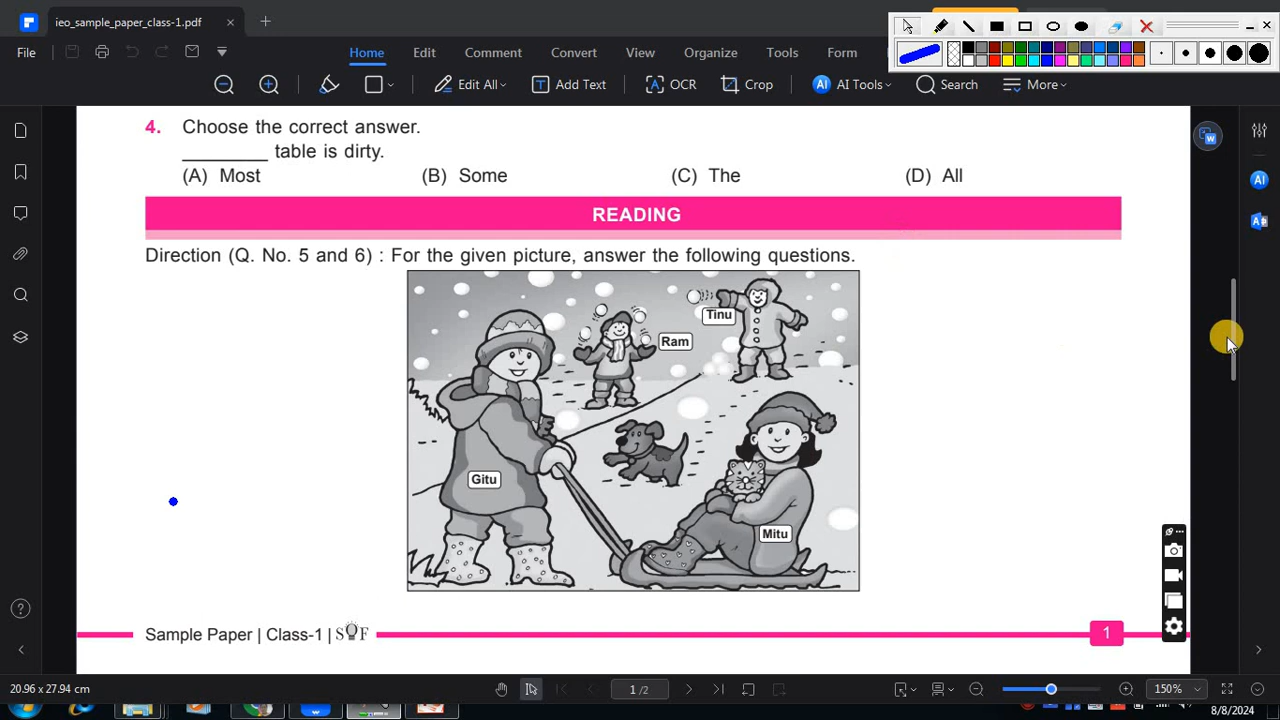 ieo_sample_paper_class-1.pdf
File
Home
Edit
Comment
Convert
View
Organize
Tools
Form
Edit All
Add Text
OCR
Crop
AI Tools
Search
More
4. Choose the correct answer.
________ table is dirty.
(A) Most (B) Some (C) The (D) All
READING
Direction (Q. No. 5 and 6) : For the given picture, answer the following questions.
Tinu
Ram
Gitu
Mitu
Sample Paper | Class-1 | SOF
1
20.96 x 27.94 cm
1 /2
150%
8/8/2024